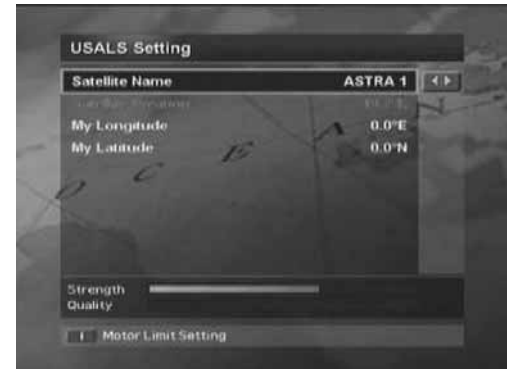 USALS Setting
Satellite Name ASTRA 1
My Longitude 0.0°E
My Latitude 0.0°N
O C E A
Strength
Quality
i Motor Limit Setting